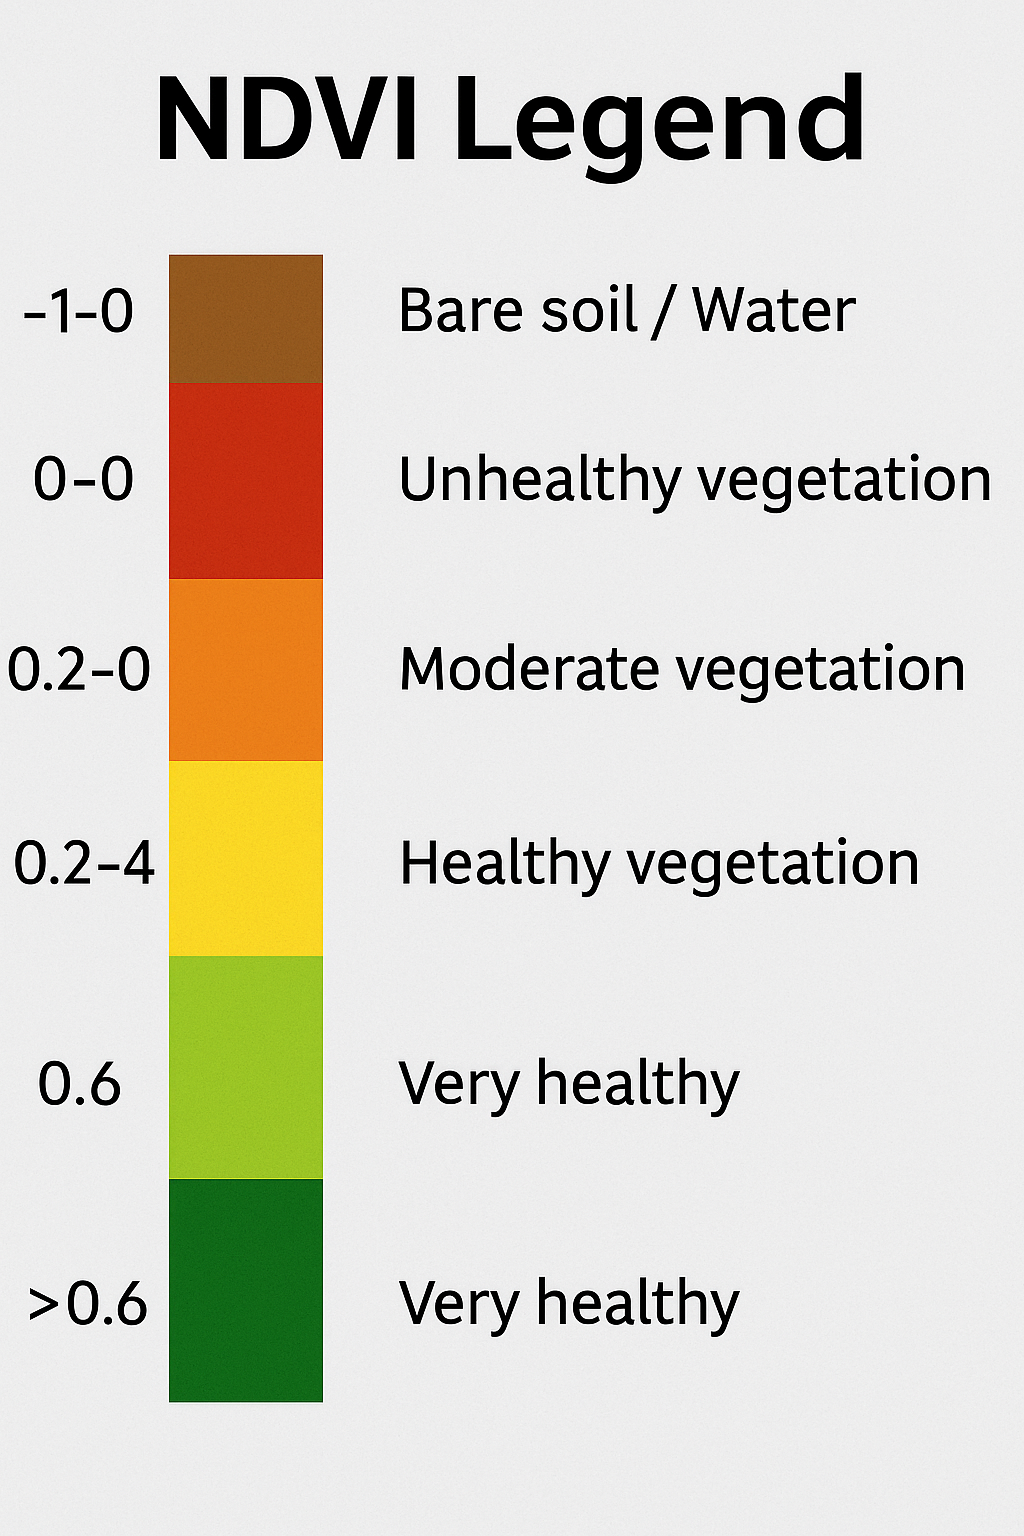 NDVI Legend
-1-0 Bare soil / Water
0-0 Unhealthy vegetation
0.2-0 Moderate vegetation
0.2-4 Healthy vegetation
0.6 Very healthy
>0.6 Very healthy